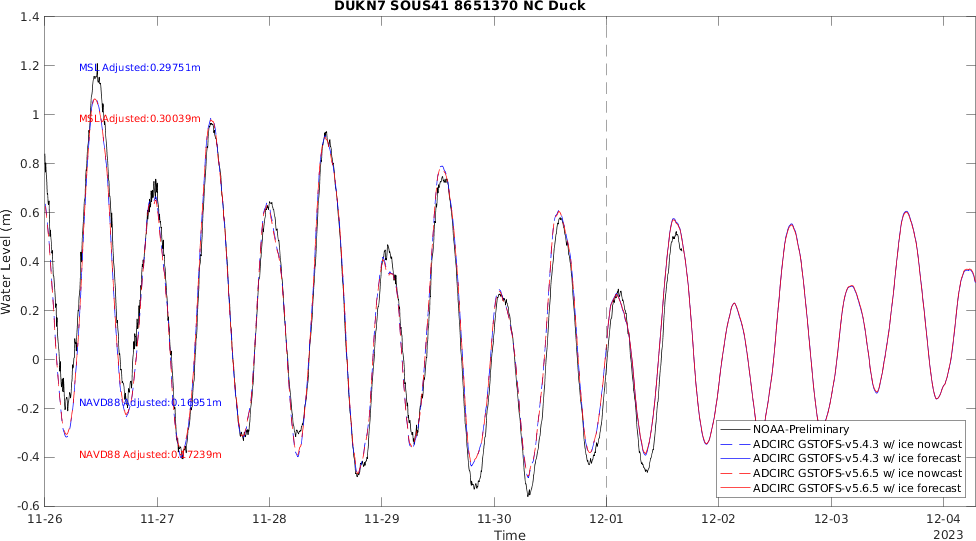 DUKN7 SOUS41 8651370 NC Duck
Water Level (m)
1.4
1.2
1
0.8
0.6
0.4
0.2
0
-0.2
-0.4
-0.6
MSL Adjusted:0.29751m
MSL Adjusted:0.30039m
NAVD88 Adjusted:0.16951m
NAVD88 Adjusted:0.17239m
NOAA-Preliminary
ADCIRC GSTOFS-v5.4.3 w/ ice nowcast
ADCIRC GSTOFS-v5.4.3 w/ ice forecast
ADCIRC GSTOFS-v5.6.5 w/ ice nowcast
ADCIRC GSTOFS-v5.6.5 w/ ice forecast
11-26 11-27 11-28 11-29 11-30 12-01 12-02 12-03 12-04
Time
2023